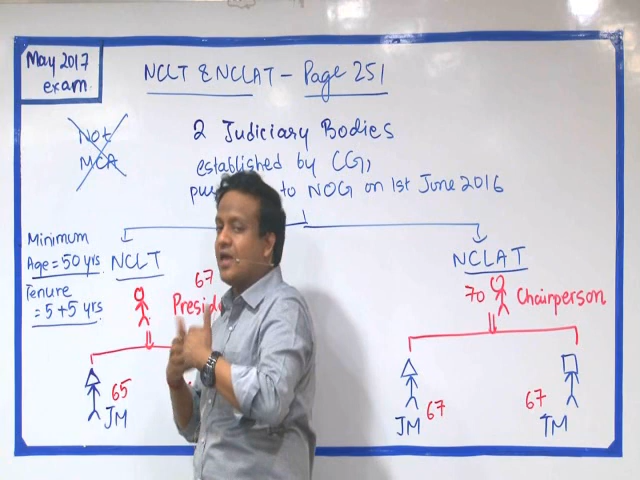 May 2017
exam
NCLT & NCLAT - Page 251
Not
MCA
2 Judiciary Bodies
established by CG,
to NOG on 1st June 2016
Minimum
Age = 50 yrs
Tenure
= 5+5 yrs
NCLT
67
65
JM
NCLAT
70 Chairperson
JM 67
67 TM